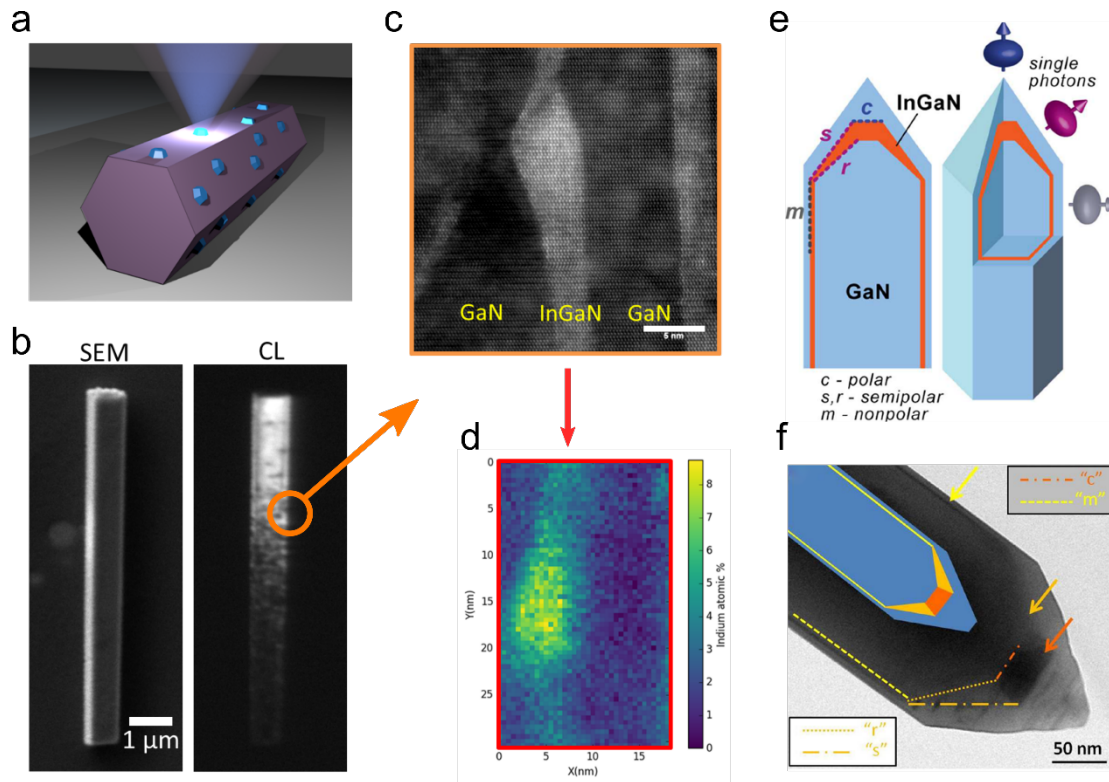 a
b
SEM
CL
1 µm
c
GaN
InGaN
GaN
5 nm
d
0
5
10
15
20
25
Y(nm)
0
5
10
15
X(nm)
8
7
6
5
4
3
2
1
0
Indium atomic %
e
single
photons
InGaN
c
s
r
m
GaN
c - polar
s,r - semipolar
m - nonpolar
f
"c"
"m"
"r"
"s"
50 nm